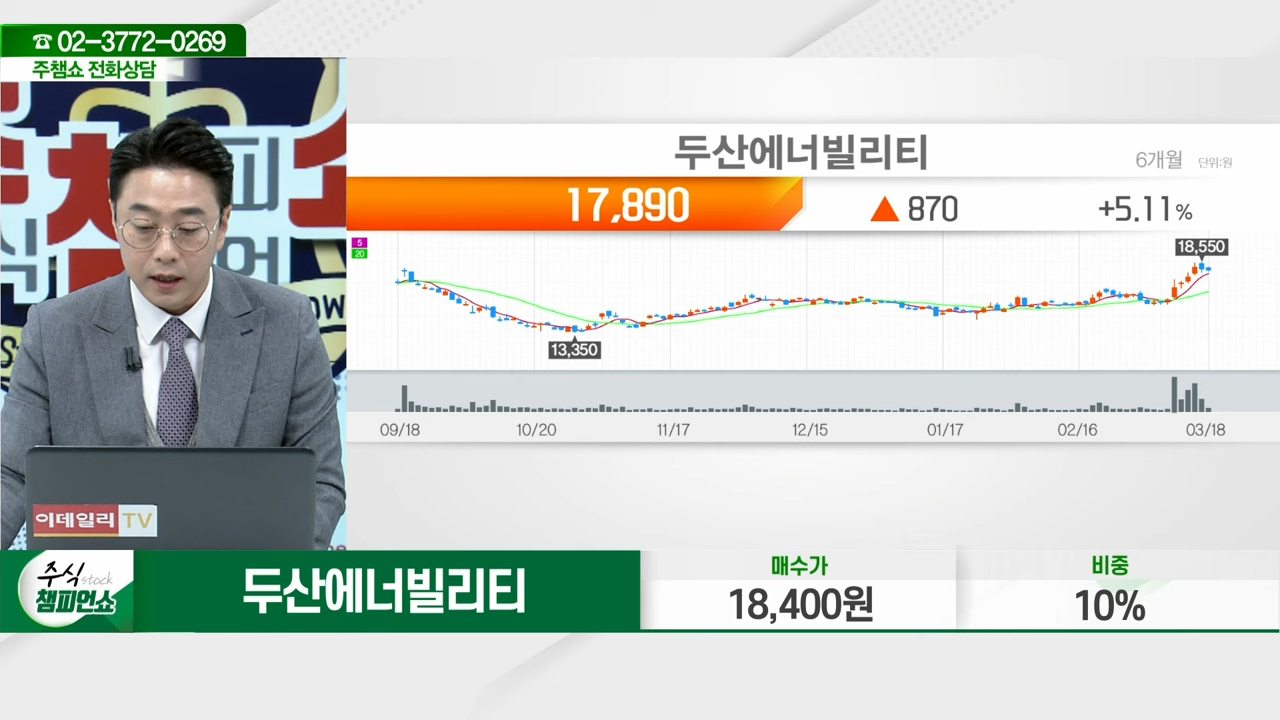 ☎ 02-3772-0269
주챔쇼 전화상담
두산에너빌리티
6개월 단위:원
17,890 ▲ 870 +5.11%
5
20
18,550
13,350
09/18 10/20 11/17 12/15 01/17 02/16 03/18
이데일리 TV
주식 stock
챔피언쇼
두산에너빌리티
매수가
18,400원
비중
10%